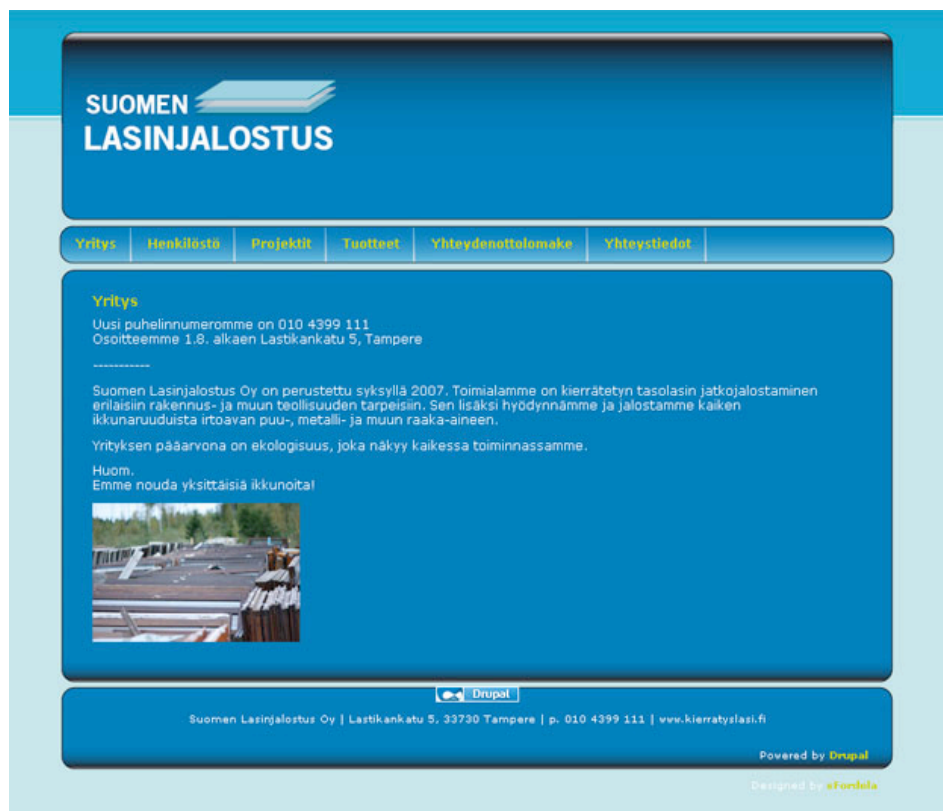 SUOMEN
LASINJALOSTUS
Yritys Henkilöstö Projektit Tuotteet Yhteydenottolomake Yhteystiedot
Yritys
Uusi puhelinnumeromme on 010 4399 111
Osoitteemme 1.8. alkaen Lastikankatu 5, Tampere
-----------
Suomen Lasinjalostus Oy on perustettu syksyllä 2007. Toimialamme on kierrätetyn tasolasin jatkojalostaminen
erilaisiin rakennus- ja muun teollisuuden tarpeisiin. Sen lisäksi hyödynnämme ja jalostamme kaiken
ikkunaruuduista irtoavan puu-, metalli- ja muun raaka-aineen.
Yrityksen pääarvona on ekologisuus, joka näkyy kaikessa toiminnassamme.
Huom.
Emme nouda yksittäisiä ikkunoita!
Drupal
Suomen Lasinjalostus Oy | Lastikankatu 5, 33730 Tampere | p. 010 4399 111 | www.kierratyslasi.fi
Powered by Drupal
Designed by